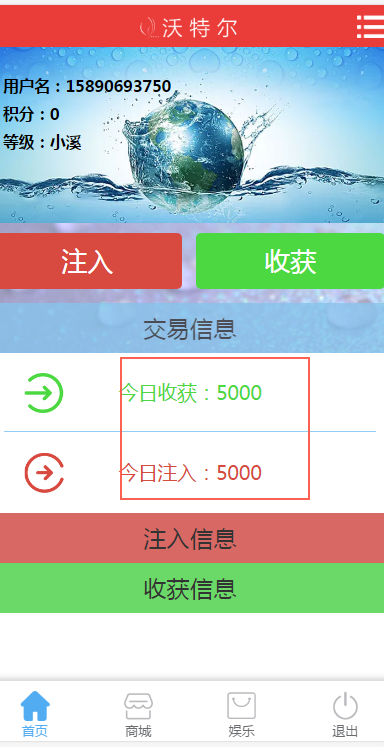 沃特尔
用户名：15890693750
积分：0
等级：小溪
注入
收获
交易信息
今日收获：5000
今日注入：5000
注入信息
收获信息
首页
商城
娱乐
退出